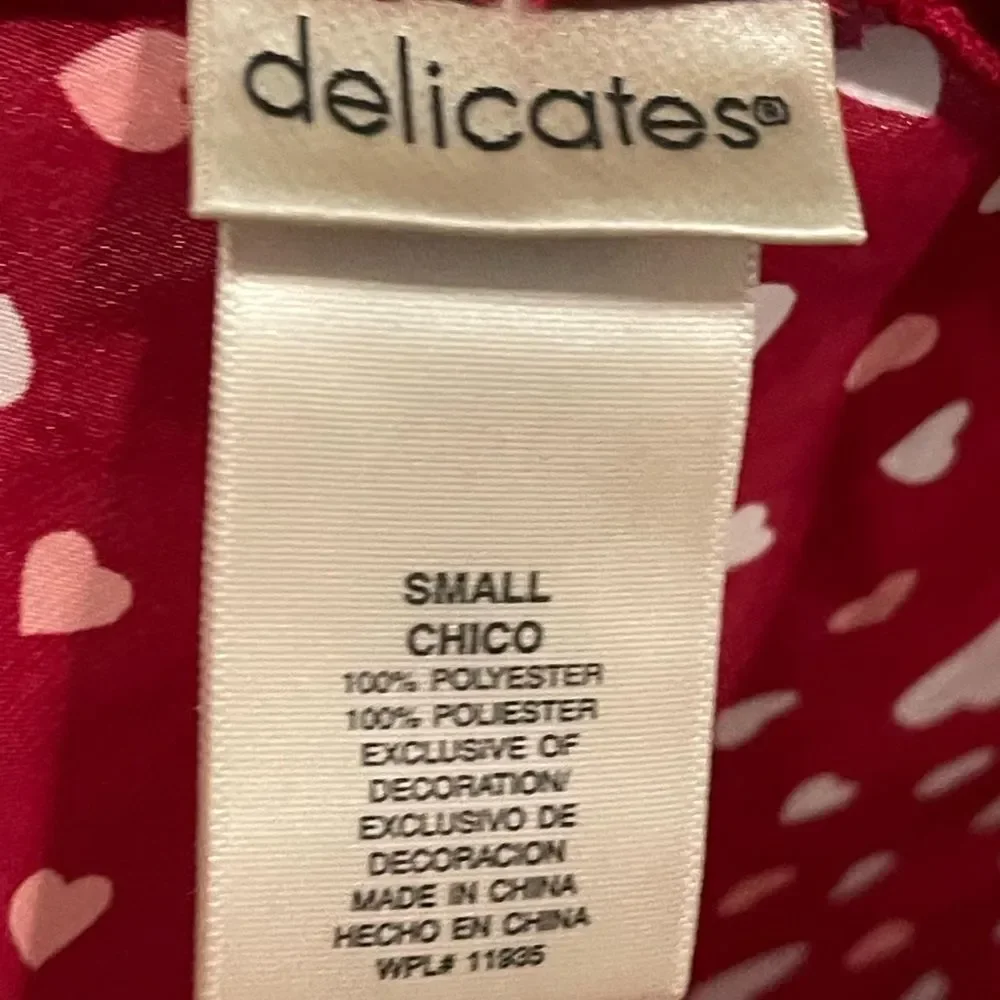 delicates®
SMALL
CHICO
100% POLYESTER
100% POLIESTER
EXCLUSIVE OF
DECORATION/
EXCLUSIVO DE
DECORACION
MADE IN CHINA
HECHO EN CHINA
WPL# 11935